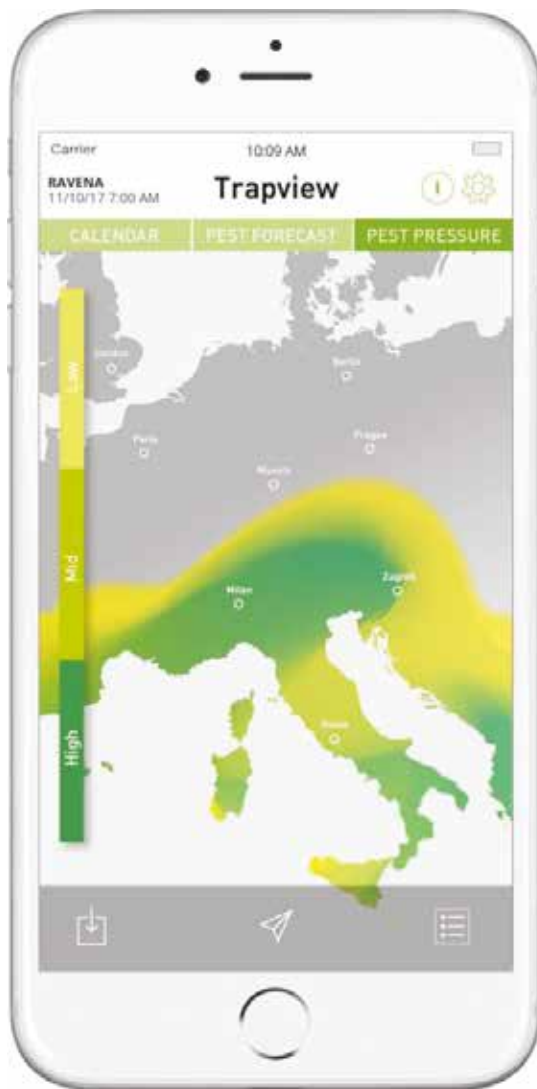 Carrier
10:09 AM
RAVENA
11/10/17 7:00 AM
Trapview
i
CALENDAR
PEST FORECAST
PEST PRESSURE
Low
Mid
High
London
Berlin
Paris
Prague
Munich
Milan
Zagreb
Rome